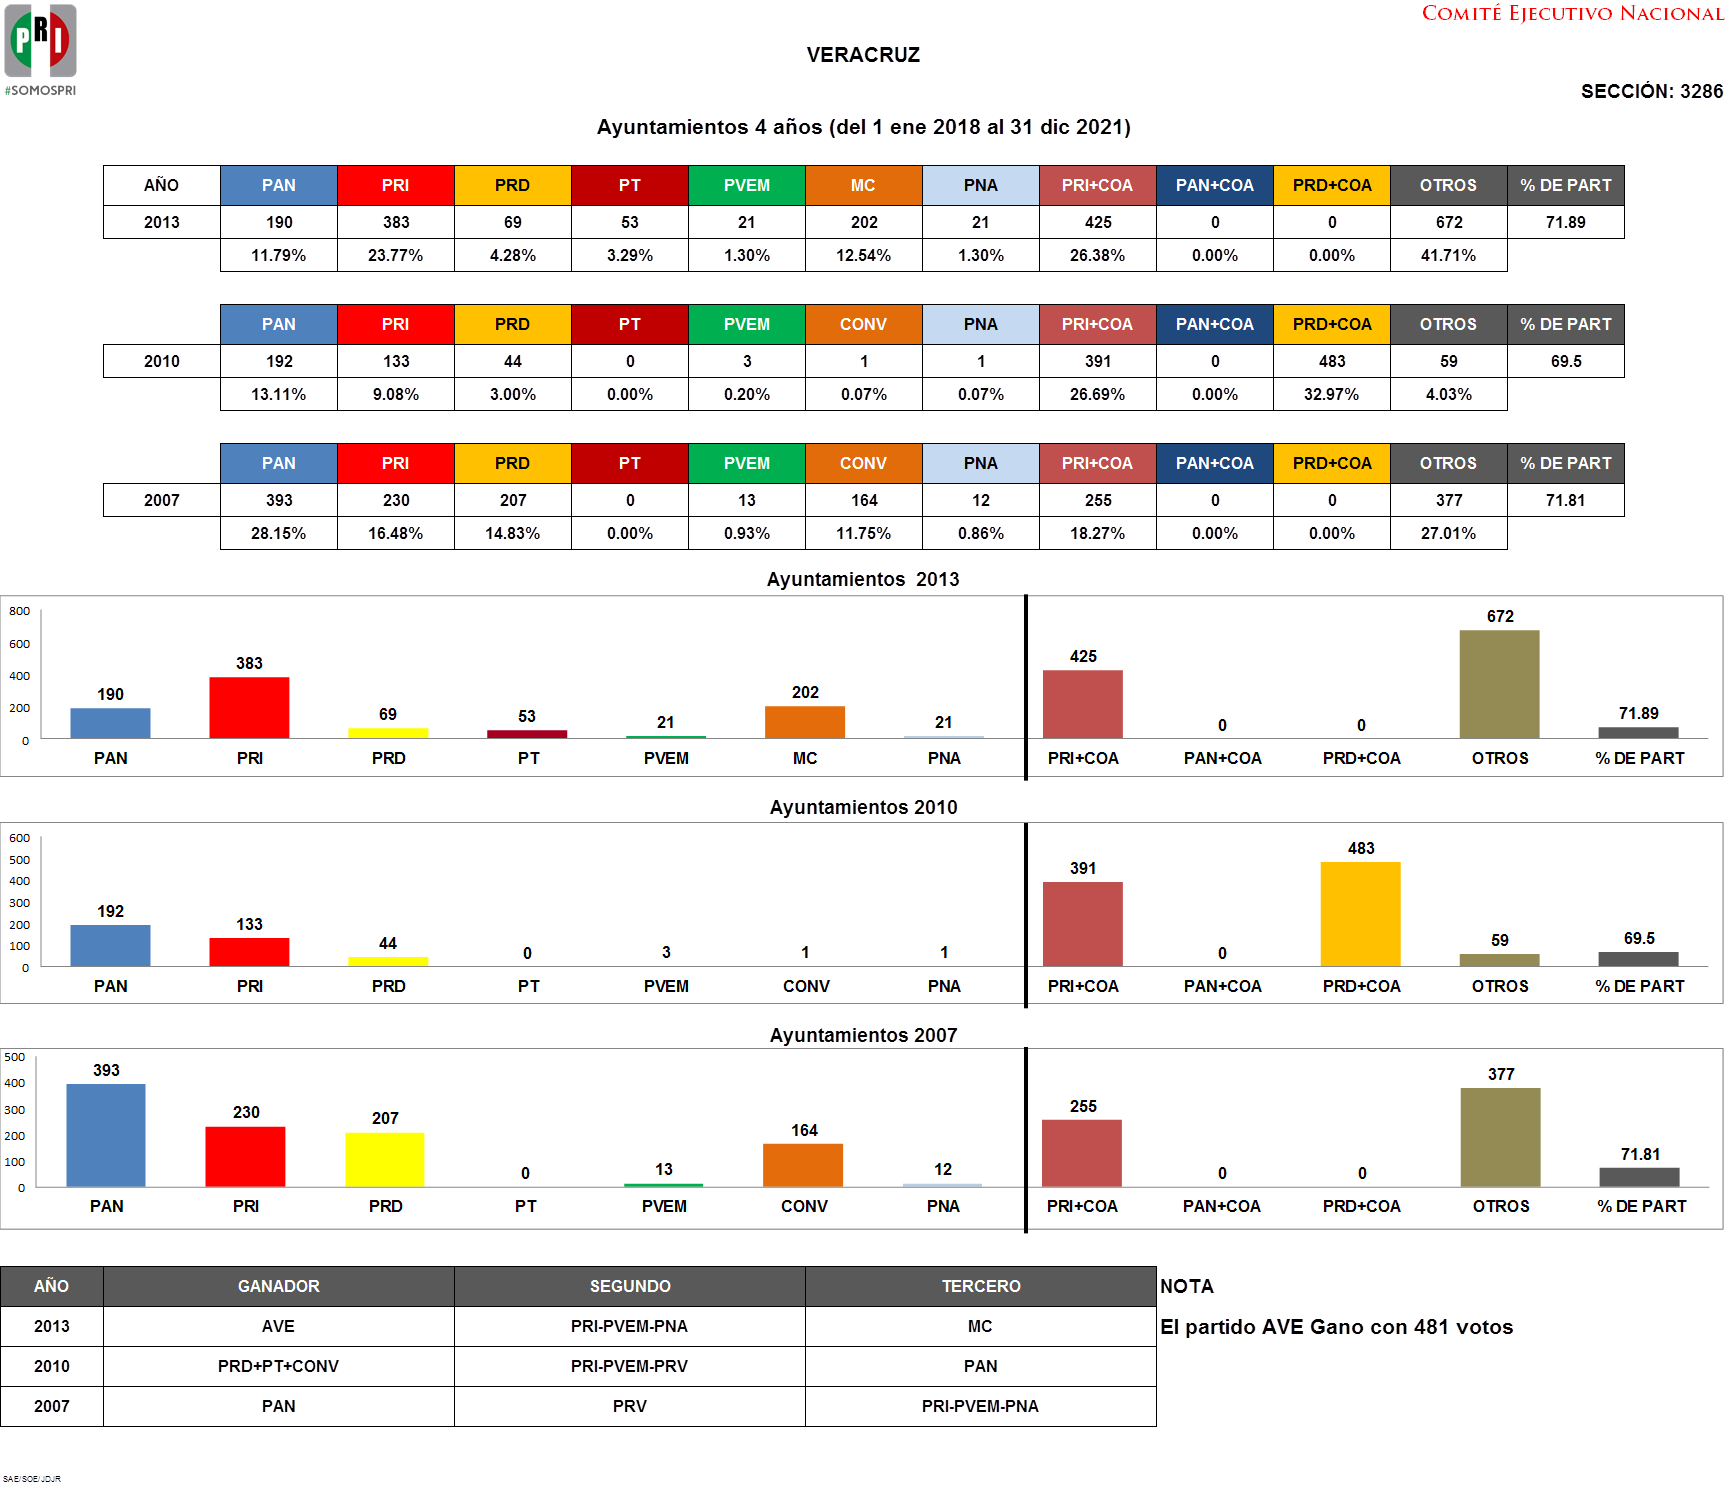 PRI
#SOMOSPRI
COMITÉ EJECUTIVO NACIONAL
VERACRUZ
SECCIÓN: 3286
Ayuntamientos 4 años (del 1 ene 2018 al 31 dic 2021)
AÑO PAN PRI PRD PT PVEM MC PNA PRI+COA PAN+COA PRD+COA OTROS % DE PART
2013 190 383 69 53 21 202 21 425 0 0 672 71.89
11.79% 23.77% 4.28% 3.29% 1.30% 12.54% 1.30% 26.38% 0.00% 0.00% 41.71%
PAN PRI PRD PT PVEM CONV PNA PRI+COA PAN+COA PRD+COA OTROS % DE PART
2010 192 133 44 0 3 1 1 391 0 483 59 69.5
13.11% 9.08% 3.00% 0.00% 0.20% 0.07% 0.07% 26.69% 0.00% 32.97% 4.03%
PAN PRI PRD PT PVEM CONV PNA PRI+COA PAN+COA PRD+COA OTROS % DE PART
2007 393 230 207 0 13 164 12 255 0 0 377 71.81
28.15% 16.48% 14.83% 0.00% 0.93% 11.75% 0.86% 18.27% 0.00% 0.00% 27.01%
Ayuntamientos 2013
800
600
400
200
0
190 383 69 53 21 202 21 425 0 0 672 71.89
PAN PRI PRD PT PVEM MC PNA PRI+COA PAN+COA PRD+COA OTROS % DE PART
Ayuntamientos 2010
600
500
400
300
200
100
0
192 133 44 0 3 1 1 391 0 483 59 69.5
PAN PRI PRD PT PVEM CONV PNA PRI+COA PAN+COA PRD+COA OTROS % DE PART
Ayuntamientos 2007
500
400
300
200
100
0
393 230 207 0 13 164 12 255 0 0 377 71.81
PAN PRI PRD PT PVEM CONV PNA PRI+COA PAN+COA PRD+COA OTROS % DE PART
AÑO GANADOR SEGUNDO TERCERO NOTA
2013 AVE PRI-PVEM-PNA MC El partido AVE Gano con 481 votos
2010 PRD+PT+CONV PRI-PVEM-PRV PAN
2007 PAN PRV PRI-PVEM-PNA
SAE/SOE/JDJR